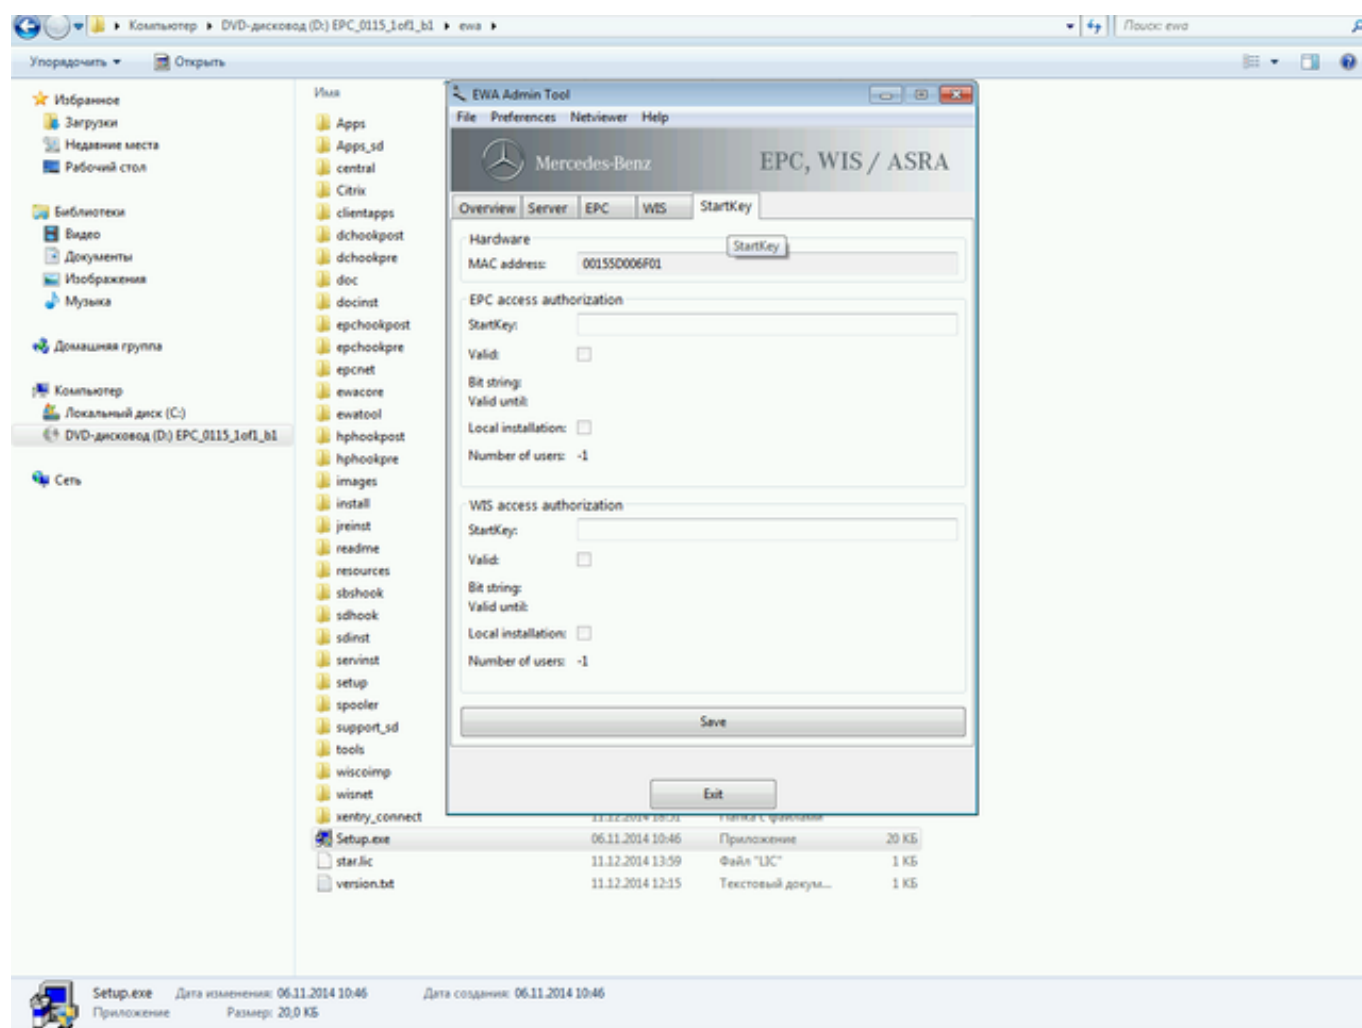 Компьютер ▸ DVD-дисковод (D:) EPC_0115_1of1_b1 ▸ ewa ▸
Поиск: ewa
Упорядочить
Открыть
Избранное
Загрузки
Недавние места
Рабочий стол
Библиотеки
Видео
Документы
Изображения
Музыка
Домашняя группа
Компьютер
Локальный диск (C:)
DVD-дисковод (D:) EPC_0115_1of1_b1
Сеть
Имя
Apps
Apps_sd
central
Citrix
clientapps
dchookpost
dchookpre
doc
docinst
epchookpost
epchookpre
epcnet
ewacore
ewatool
hphookpost
hphookpre
images
install
jreinst
readme
resources
sbshook
sdhook
sdinst
servinst
setup
spooler
support_sd
tools
wiscoimp
wisnet
xentry_connect 11.12.2014 18:51 Папка с файлами
Setup.exe 06.11.2014 10:46 Приложение 20 КБ
star.lic 11.12.2014 13:59 Файл "LIC" 1 КБ
version.txt 11.12.2014 12:15 Текстовый докум... 1 КБ
EWA Admin Tool
File Preferences Netviewer Help
Mercedes-Benz EPC, WIS / ASRA
Overview Server EPC WIS StartKey
Hardware
StartKey
MAC address: 00155D006F01
EPC access authorization
StartKey:
Valid:
Bit string:
Valid until:
Local installation:
Number of users: -1
WIS access authorization
StartKey:
Valid:
Bit string:
Valid until:
Local installation:
Number of users: -1
Save
Exit
Setup.exe Дата изменения: 06.11.2014 10:46 Дата создания: 06.11.2014 10:46
Приложение Размер: 20,0 КБ